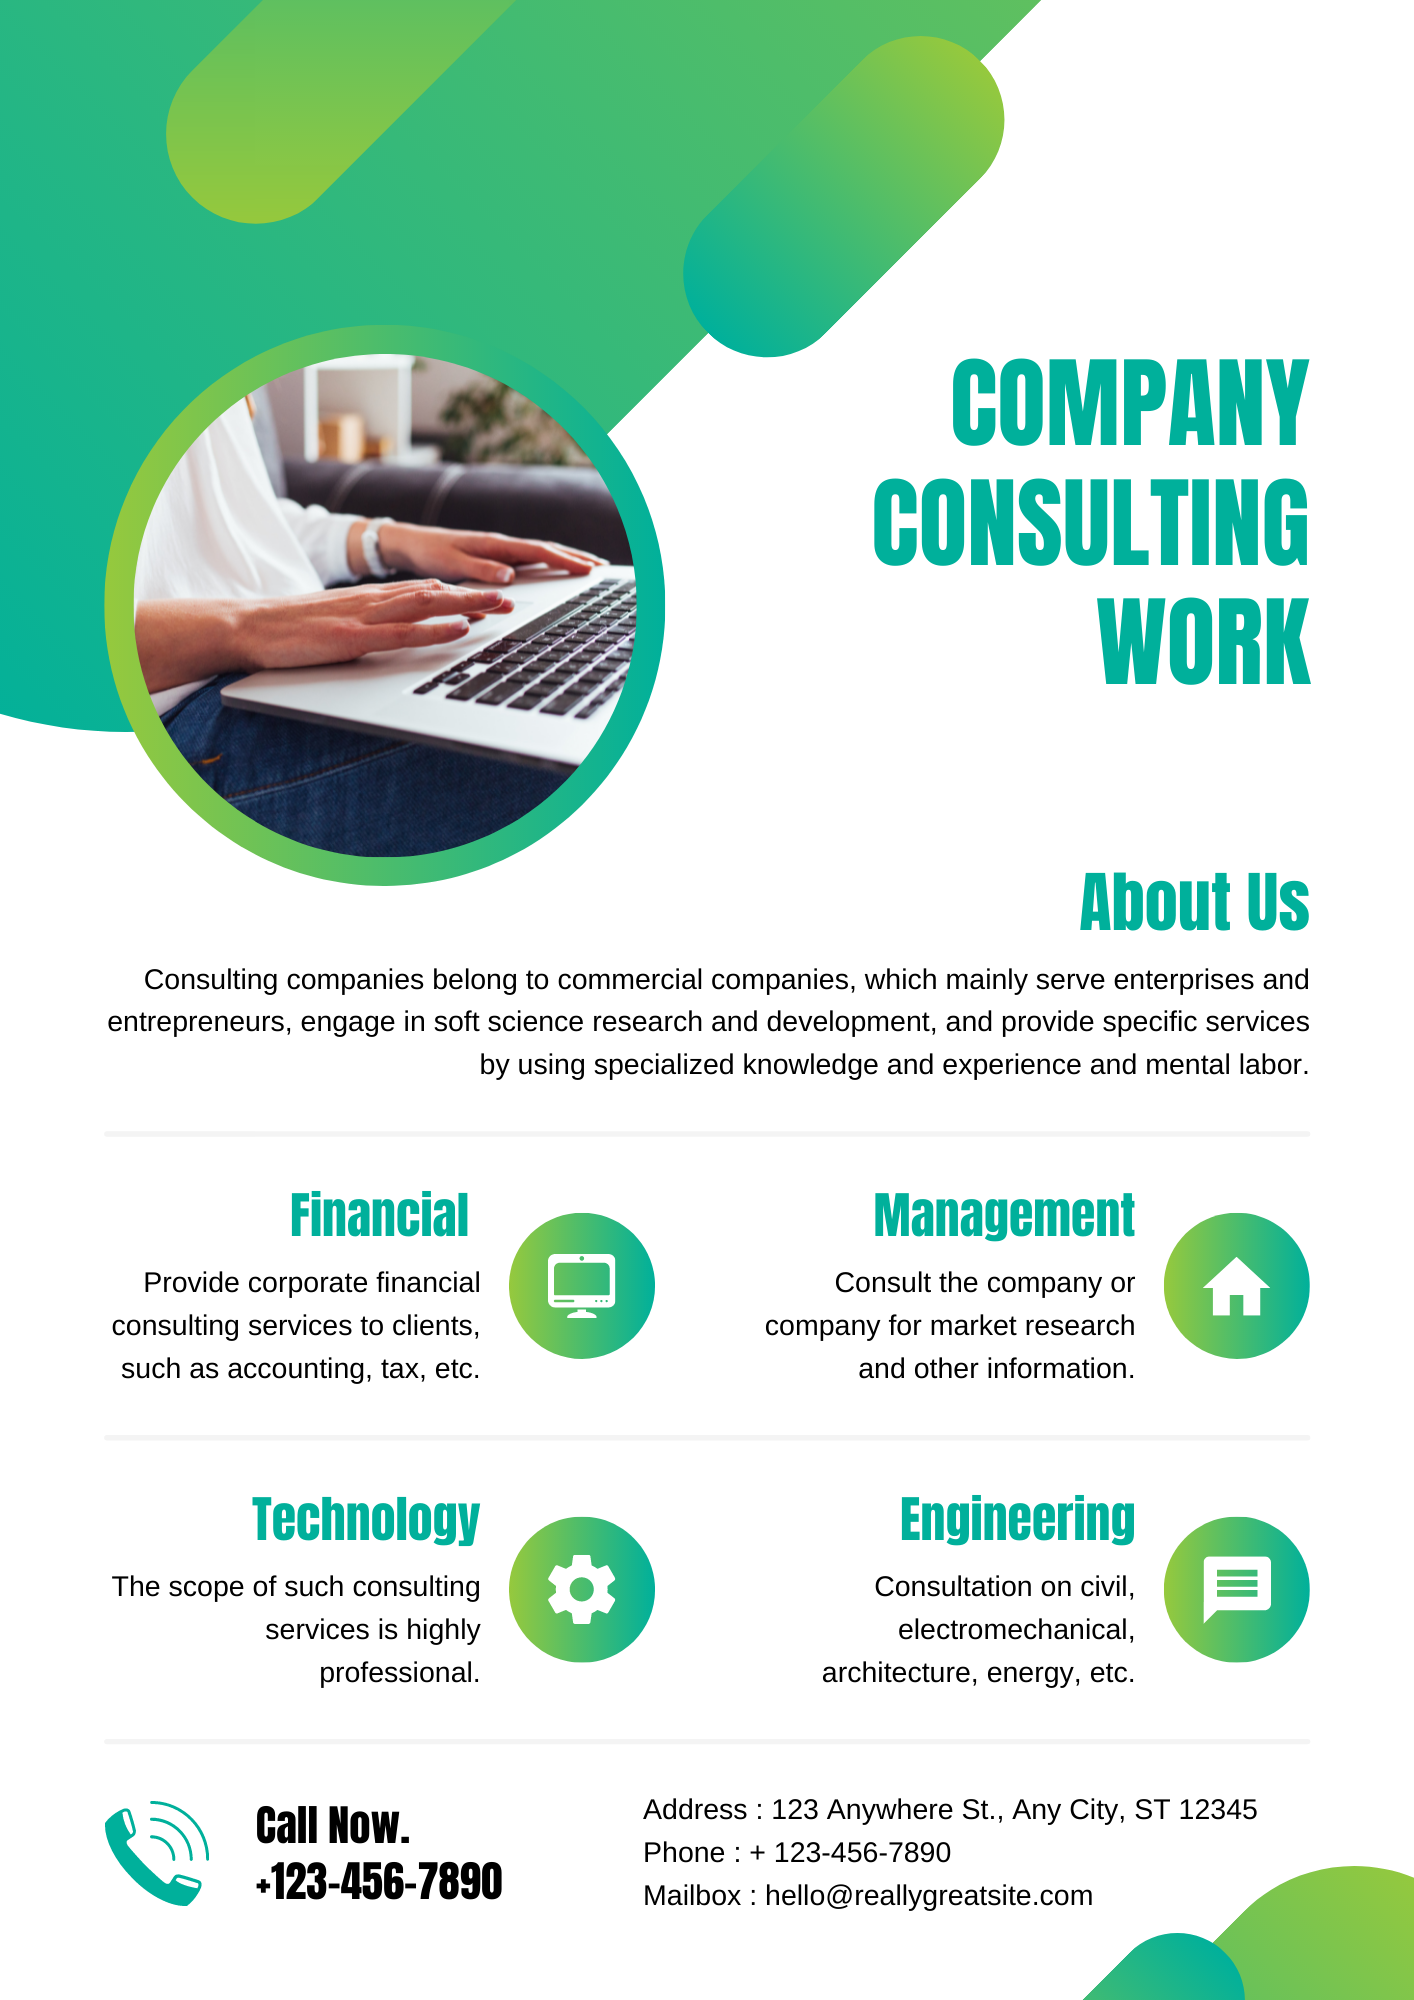 COMPANY
CONSULTING
WORK
About Us
Consulting companies belong to commercial companies, which mainly serve enterprises and
entrepreneurs, engage in soft science research and development, and provide specific services
by using specialized knowledge and experience and mental labor.
Financial
Provide corporate financial
consulting services to clients,
such as accounting, tax, etc.
Management
Consult the company or
company for market research
and other information.
Technology
The scope of such consulting
services is highly
professional.
Engineering
Consultation on civil,
electromechanical,
architecture, energy, etc.
Call Now.
+123-456-7890
Address : 123 Anywhere St., Any City, ST 12345
Phone : + 123-456-7890
Mailbox : hello@reallygreatsite.com